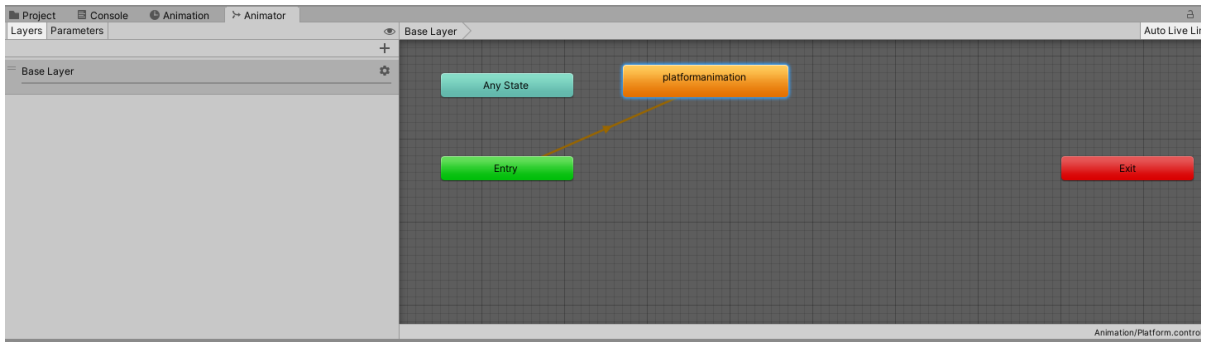 Project Console Animation Animator
Layers Parameters Base Layer Auto Live Lin
Base Layer
Any State
platformanimation
Entry
Exit
Animation/Platform.contro